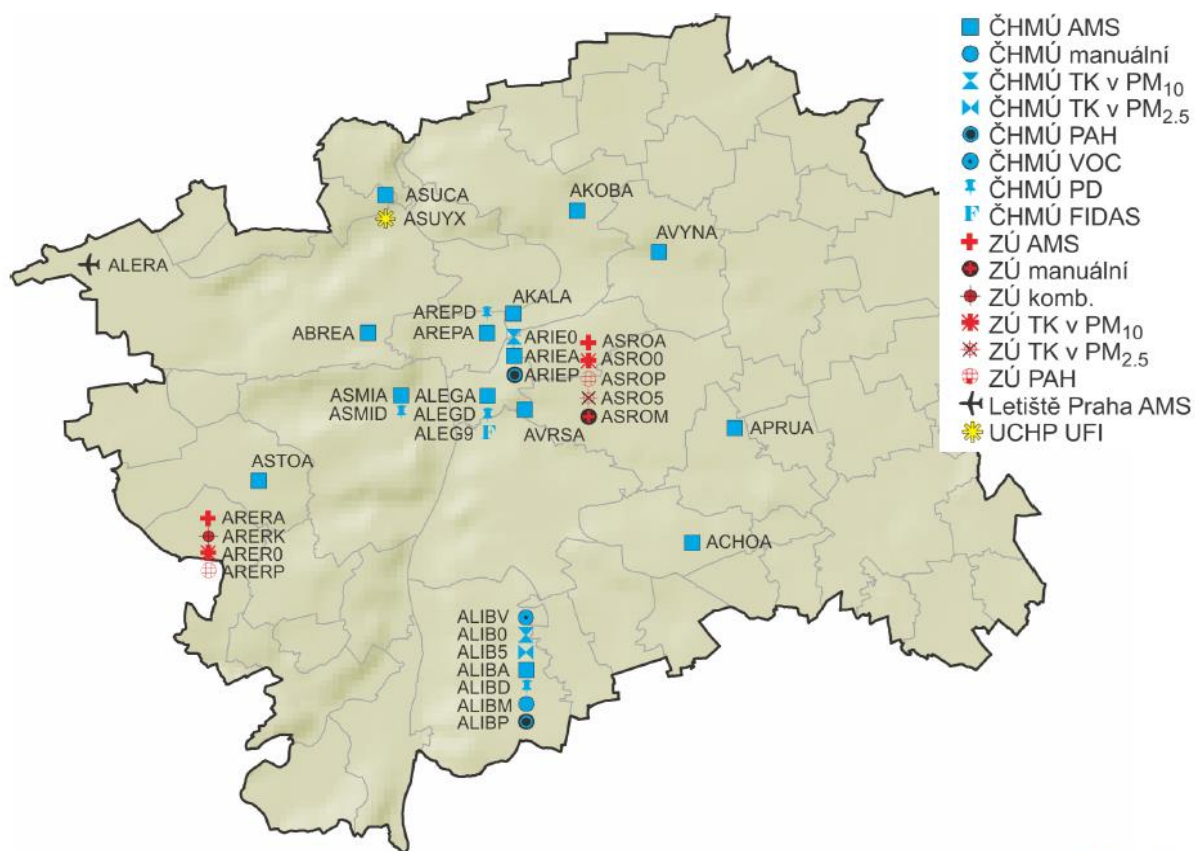 ČHMÚ AMS
ČHMÚ manuální
ČHMÚ TK v PM10
ČHMÚ TK v PM2.5
ČHMÚ PAH
ČHMÚ VOC
ČHMÚ PD
F ČHMÚ FIDAS
ZÚ AMS
ZÚ manuální
ZÚ komb.
ZÚ TK v PM10
ZÚ TK v PM2.5
ZÚ PAH
Letiště Praha AMS
UCHP UFI
ASUCA
ASUYX
AKOBA
AVYNA
ALERA
AKALA
AREPD
AREPA
ABREA
ARIE0
ARIEA
ARIEP
ASROA
ASRO0
ASROP
ASRO5
ASROM
ASMIA
ASMID
ALEGA
ALEGD
ALEG9 F
AVRSA
APRUA
ASTOA
ARERA
ARERK
ARER0
ARERP
ACHOA
ALIBV
ALIB0
ALIB5
ALIBA
ALIBD
ALIBM
ALIBP